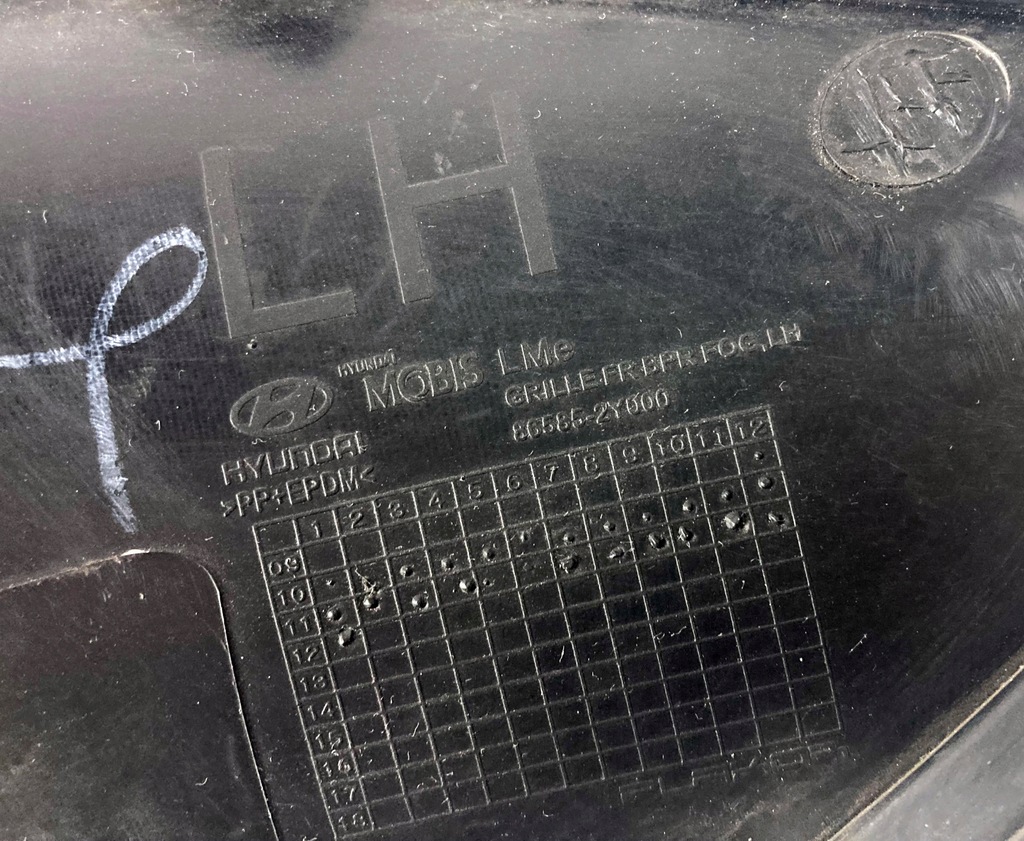 LH
HYUNDAI
MOBIS LMe
GRILLE FR BPR FOG, LH
86585-2Y000
HYUNDAI
>PP+EPDM<
1 2 3 4 5 6 7 8 9 10 11 12
09
10
11
12
13
14
15
16
17
18